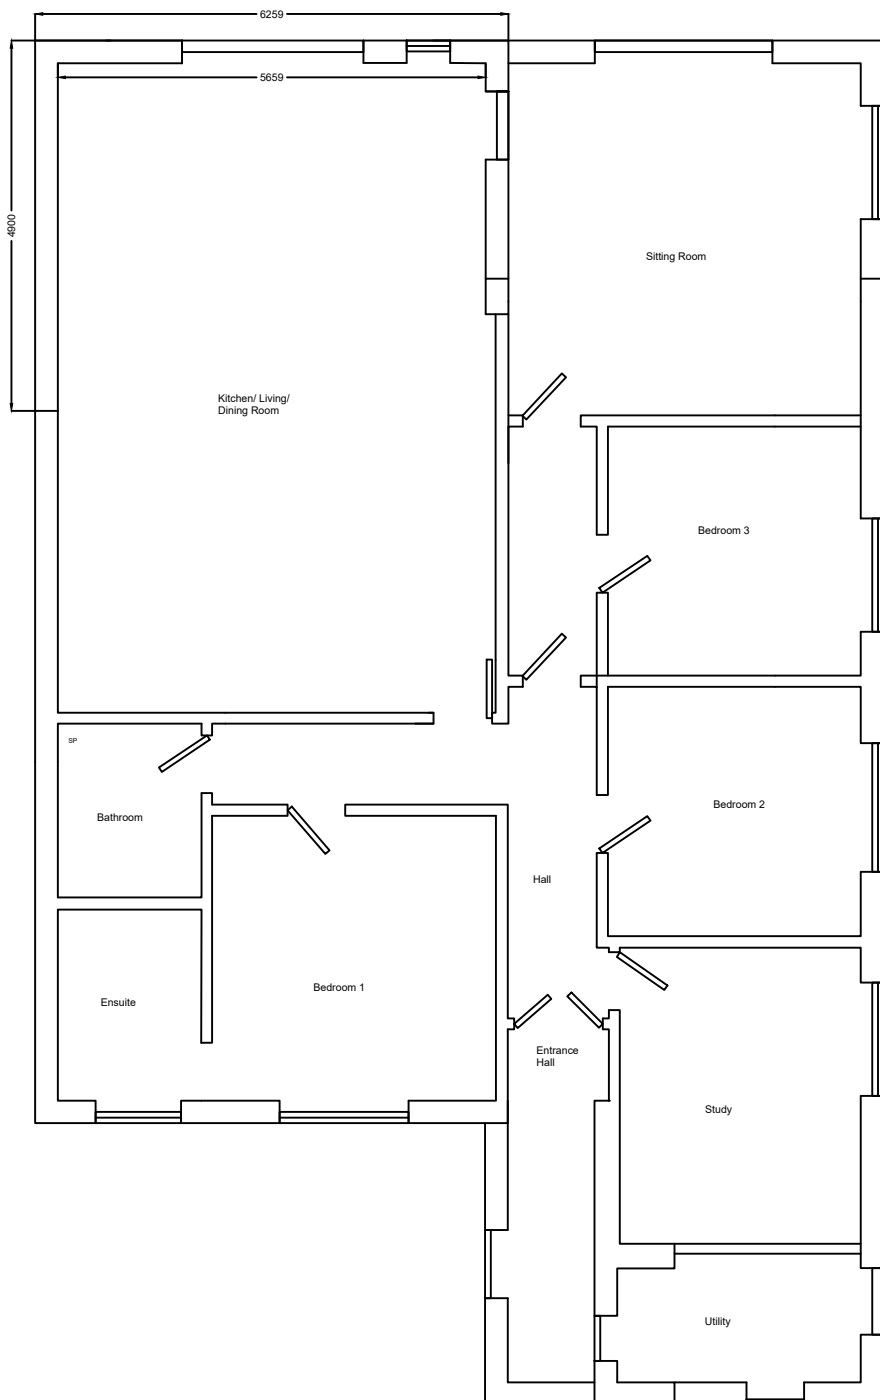 6259
5659
4900
Sitting Room
Kitchen/ Living/
Dining Room
Bedroom 3
SP
Bathroom
Bedroom 2
Hall
Ensuite
Bedroom 1
Entrance
Hall
Study
Utility